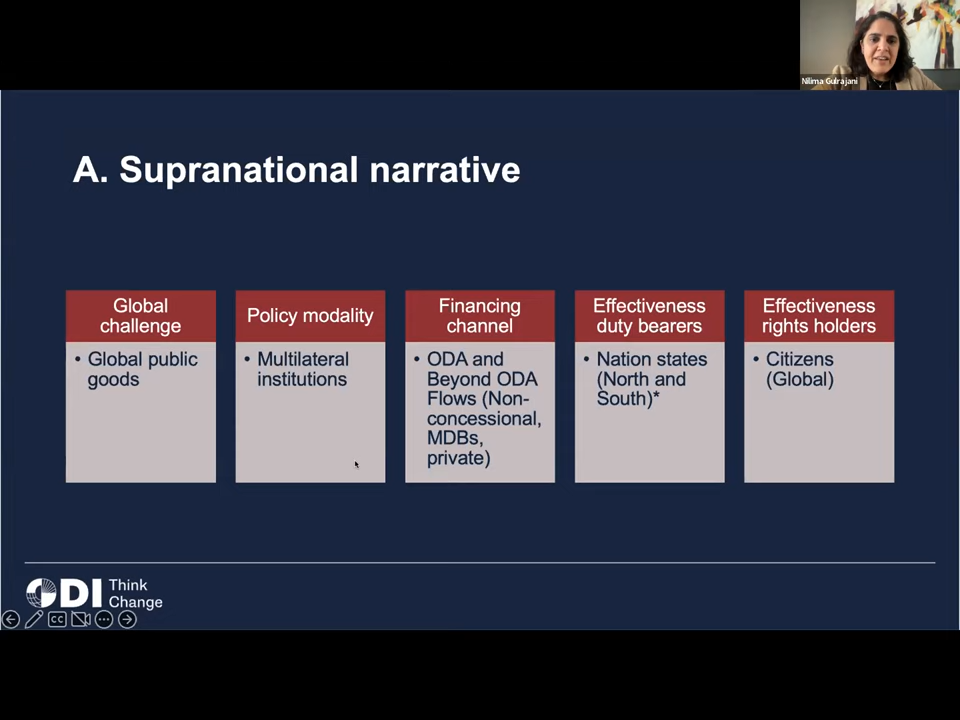 Nilima Gulrajani
A. Supranational narrative
Global
challenge
• Global public
goods
Policy modality
• Multilateral
institutions
Financing
channel
• ODA and
Beyond ODA
Flows (Non-
concessional,
MDBs,
private)
Effectiveness
duty bearers
• Nation states
(North and
South)*
Effectiveness
rights holders
• Citizens
(Global)
ODI
Think
Change
CC